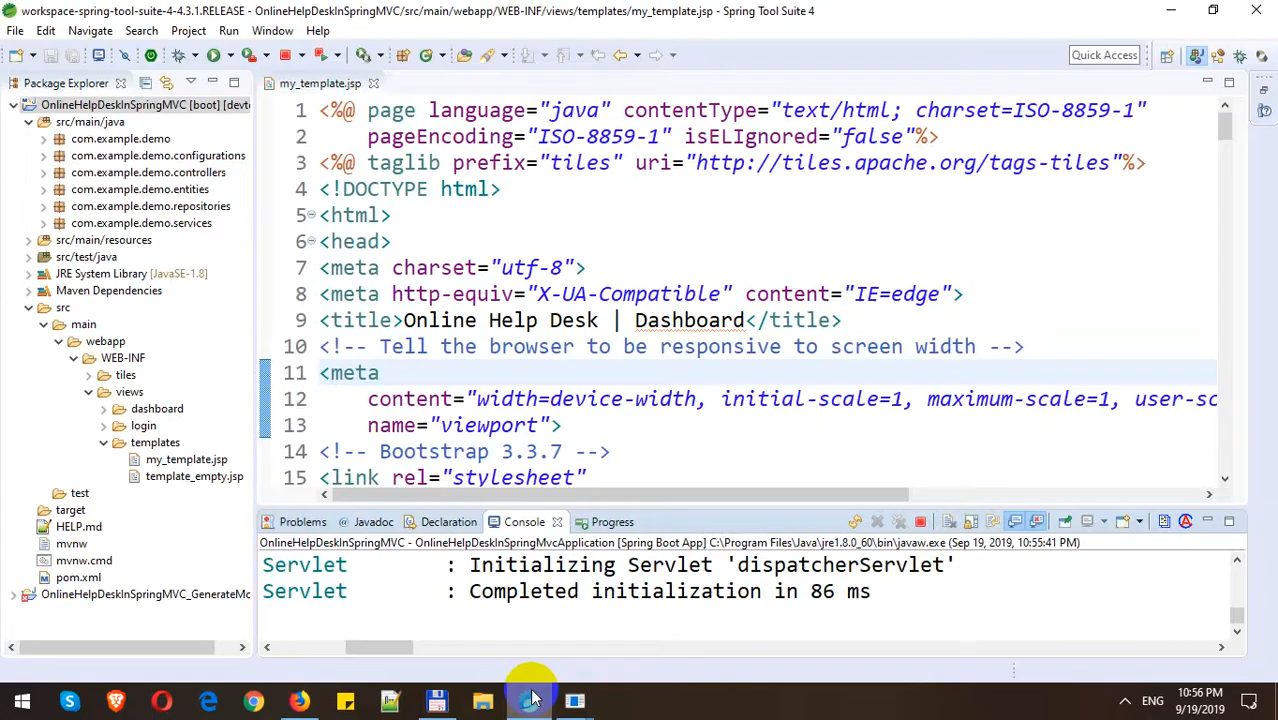 workspace-spring-tool-suite-4-4.3.1.RELEASE - OnlineHelpDeskInSpringMVC/src/main/webapp/WEB-INF/views/templates/my_template.jsp - Spring Tool Suite 4
File Edit Navigate Search Project Run Window Help
Quick Access
Package Explorer
my_template.jsp
OnlineHelpDeskInSpringMVC [boot] [devto
src/main/java
com.example.demo
com.example.demo.configurations
com.example.demo.controllers
com.example.demo.entities
com.example.demo.repositories
com.example.demo.services
src/main/resources
src/test/java
JRE System Library [JavaSE-1.8]
Maven Dependencies
src
main
webapp
WEB-INF
tiles
views
dashboard
login
templates
my_template.jsp
template_empty.jsp
test
target
HELP.md
mvnw
mvnw.cmd
pom.xml
OnlineHelpDeskInSpringMVC_GenerateMo
1 <%@ page language="java" contentType="text/html; charset=ISO-8859-1"
2 pageEncoding="ISO-8859-1" isELIgnored="false"%>
3 <%@ taglib prefix="tiles" uri="http://tiles.apache.org/tags-tiles"%>
4 <!DOCTYPE html>
5 <html>
6 <head>
7 <meta charset="utf-8">
8 <meta http-equiv="X-UA-Compatible" content="IE=edge">
9 <title>Online Help Desk | Dashboard</title>
10 <!-- Tell the browser to be responsive to screen width -->
11 <meta
12 content="width=device-width, initial-scale=1, maximum-scale=1, user-sc
13 name="viewport">
14 <!-- Bootstrap 3.3.7 -->
15 <link rel="stylesheet"
Problems Javadoc Declaration Console Progress
OnlineHelpDeskInSpringMVC - OnlineHelpDeskInSpringMvcApplication [Spring Boot App] C:\Program Files\Java\jre1.8.0_60\bin\javaw.exe (Sep 19, 2019, 10:55:41 PM)
Servlet : Initializing Servlet 'dispatcherServlet'
Servlet : Completed initialization in 86 ms
ENG
10:56 PM
9/19/2019